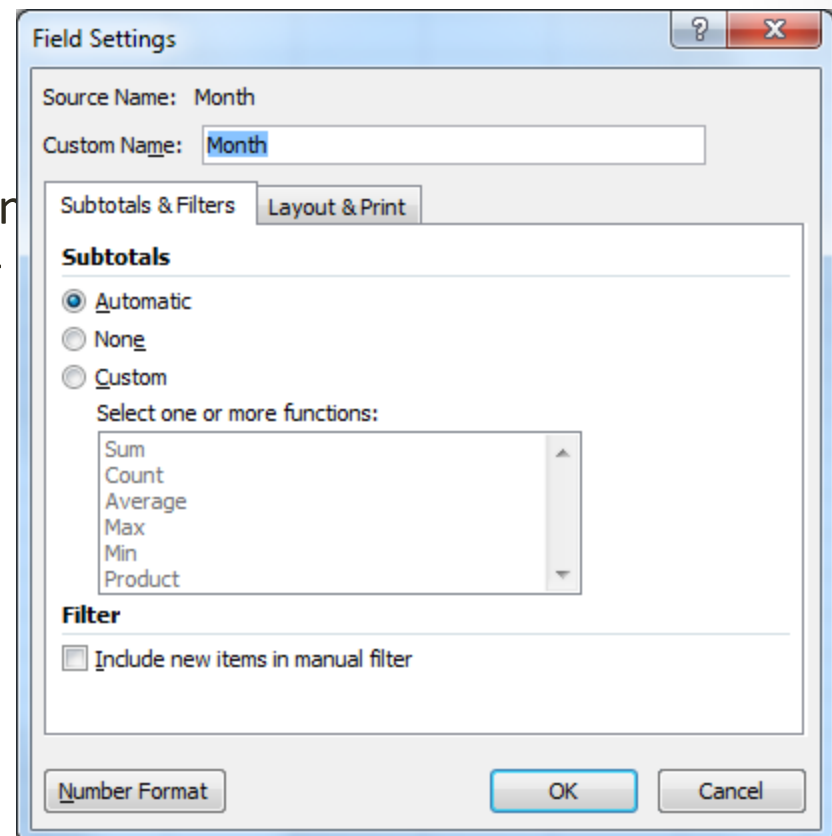 Field Settings
?
Source Name: Month
Custom Name: Month
Subtotals & Filters Layout & Print
Subtotals
Automatic
None
Custom
Select one or more functions:
Sum
Count
Average
Max
Min
Product
Filter
Include new items in manual filter
Number Format OK Cancel